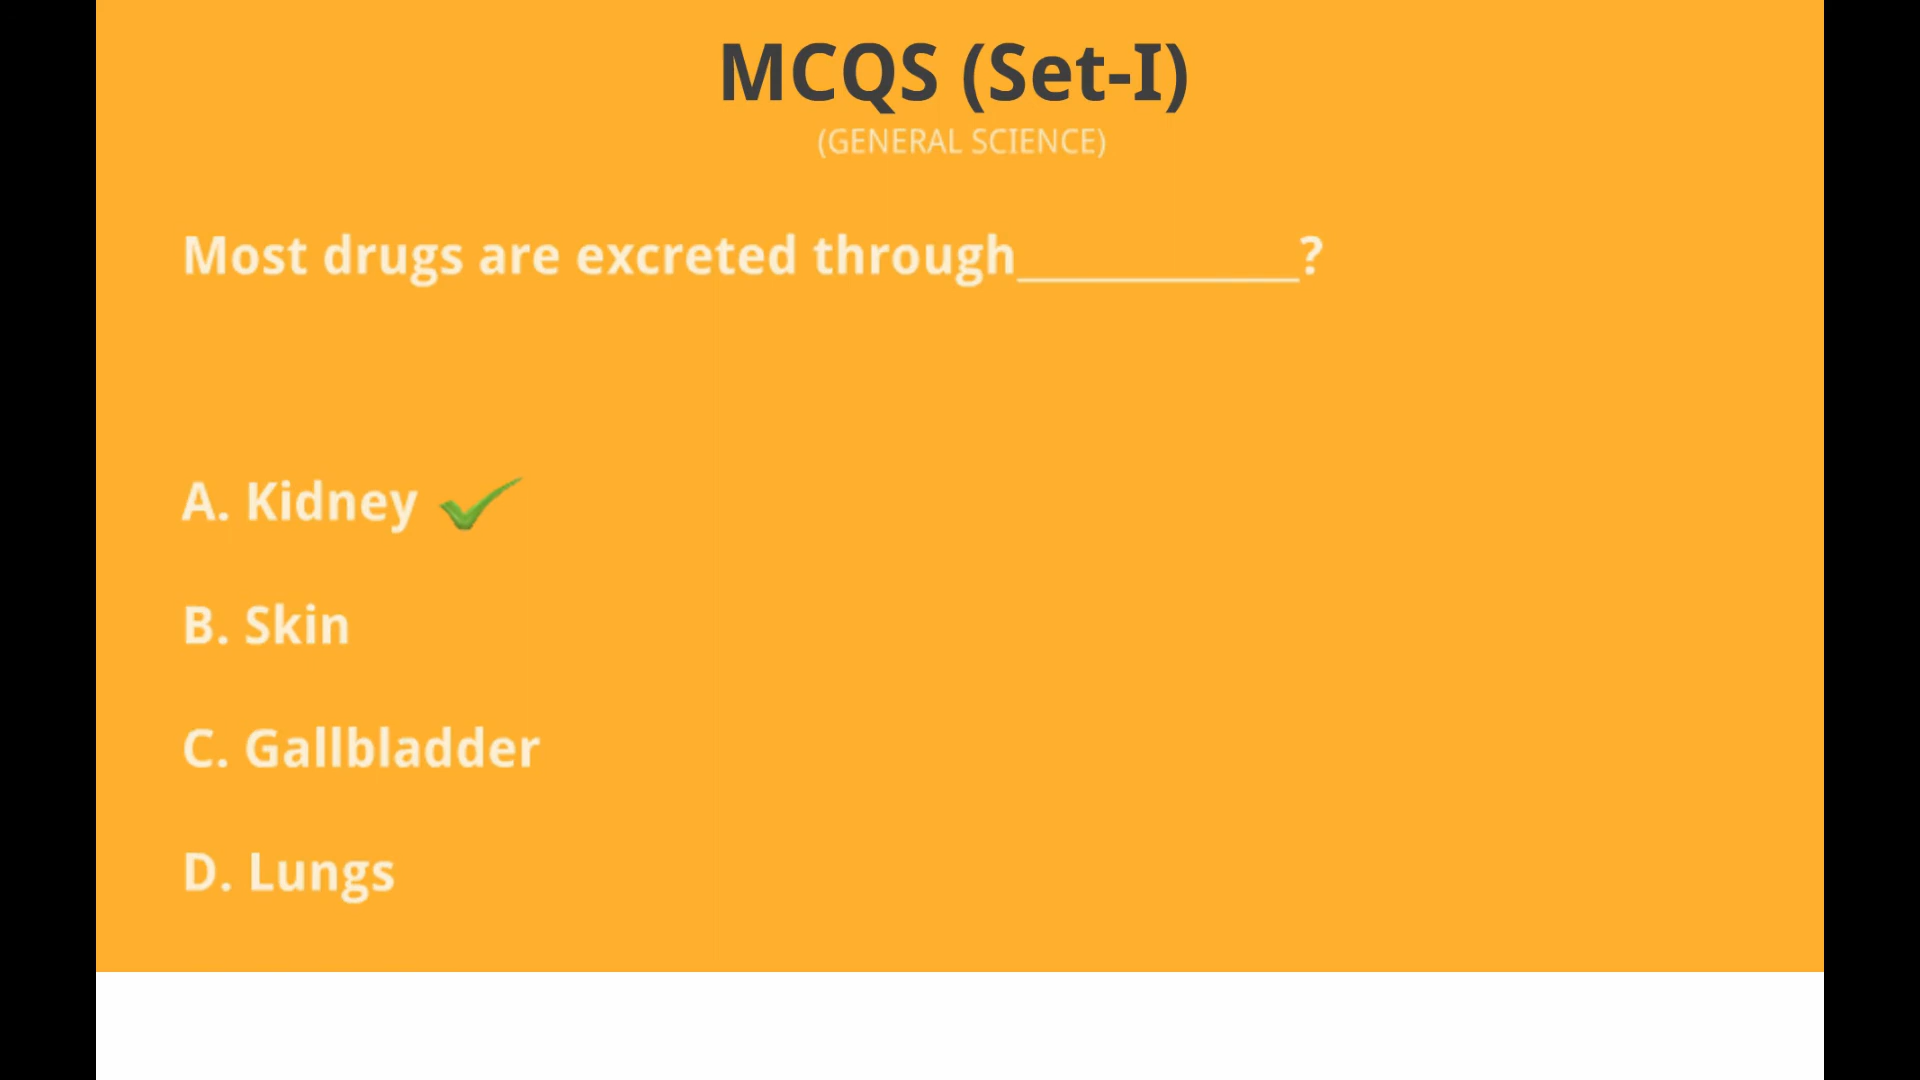 MCQS (Set-I)
(GENERAL SCIENCE)
Most drugs are excreted through___________?
A. Kidney
B. Skin
C. Gallbladder
D. Lungs